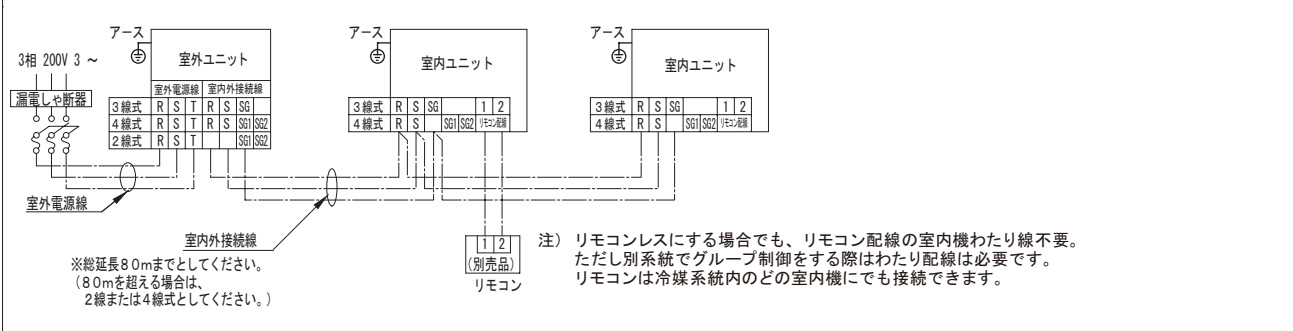 3相 200V 3 ~
漏電しゃ断器
アース
室外ユニット
室外電源線 室内外接続線
3線式 R S T R S SG
4線式 R S T R S SG1 SG2
2線式 R S T SG1 SG2
室外電源線
室内外接続線
※総延長80mまでとしてください。
(80mを超える場合は、
2線または4線式としてください。)
アース
室内ユニット
3線式 R S SG 1 2
4線式 R S SG1 SG2 リモコン配線
1 2
(別売品)
リモコン
アース
室内ユニット
3線式 R S SG 1 2
4線式 R S SG1 SG2 リモコン配線
注) リモコンレスにする場合でも、リモコン配線の室内機わたり線不要。
ただし別系統でグループ制御をする際はわたり配線は必要です。
リモコンは冷媒系統内のどの室内機にでも接続できます。